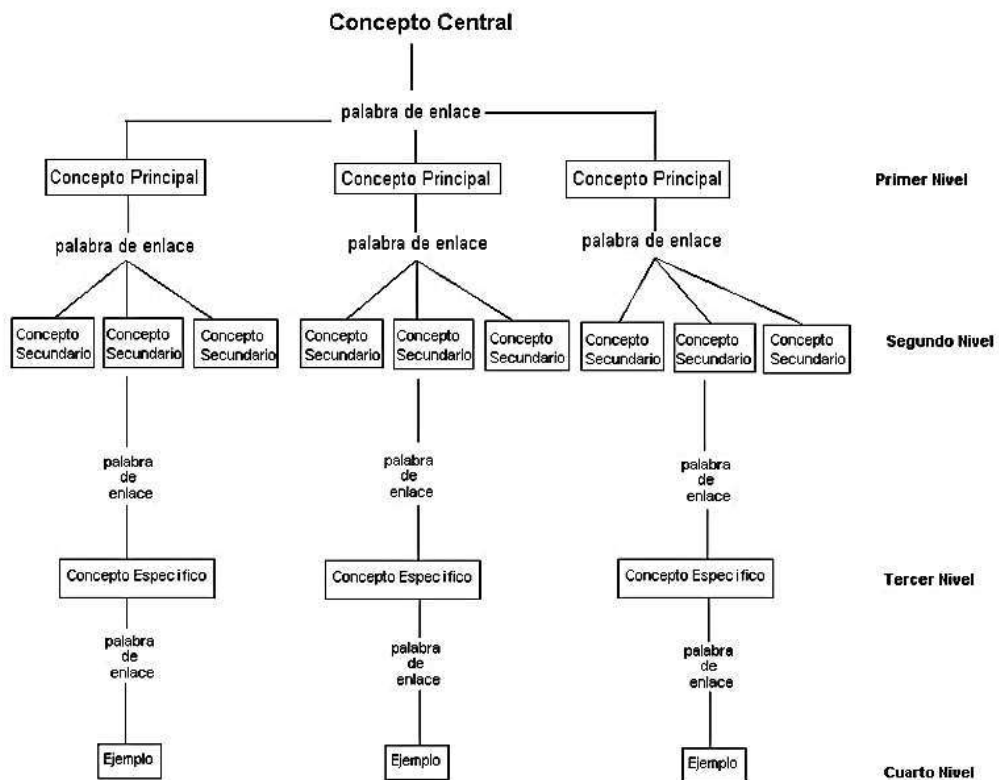 Concepto Central
palabra de enlace
Concepto Principal
Concepto Principal
Concepto Principal
Primer Nivel
palabra de enlace
palabra de enlace
palabra de enlace
Concepto
Secundario
Concepto
Secundario
Concepto
Secundario
Concepto
Secundario
Concepto
Secundario
Concepto
Secundario
Concepto
Secundario
Concepto
Secundario
Concepto
Secundario
Segundo Nivel
palabra
de
enlace
palabra
de
enlace
palabra
de
enlace
Concepto Específico
Concepto Específico
Concepto Específico
Tercer Nivel
palabra
de
enlace
palabra
de
enlace
palabra
de
enlace
Ejemplo
Ejemplo
Ejemplo
Cuarto Nivel